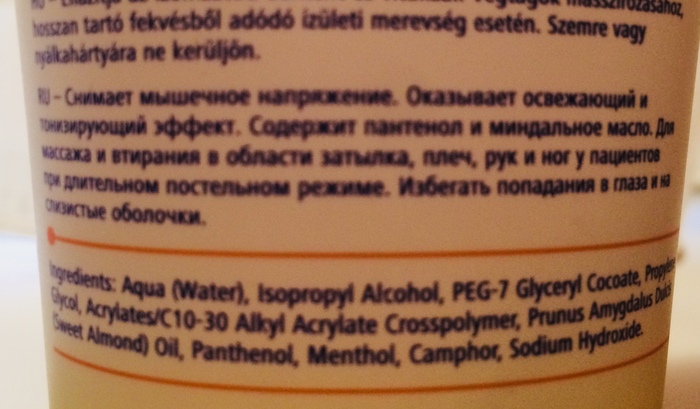 masszírozásához,
hosszan tartó fekvésből adódó ízületi merevség esetén. Szemre vagy
nyálkahártyára ne kerüljön.
RU – Снимает мышечное напряжение. Оказывает освежающий и
тонизирующий эффект. Содержит пантенол и миндальное масло. Для
массажа и втирания в области затылка, плеч, рук и ног у пациентов
при длительном постельном режиме. Избегать попадания в глаза и на
слизистые оболочки.
Ingredients: Aqua (Water), Isopropyl Alcohol, PEG-7 Glyceryl Cocoate, Propylene
Glycol, Acrylates/C10-30 Alkyl Acrylate Crosspolymer, Prunus Amygdalus Dulcis
(Sweet Almond) Oil, Panthenol, Menthol, Camphor, Sodium Hydroxide.